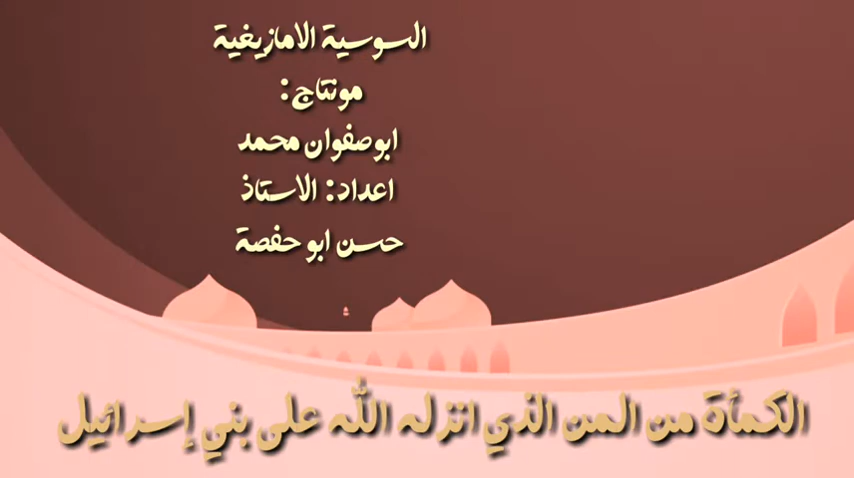 السوسية الامازيغية
مونتاج:
ابوصفوان محمد
اعداد: الاستاذ
حسن ابو حفصة
الكمأة من المن الذي انزله الله على بني إسرائيل